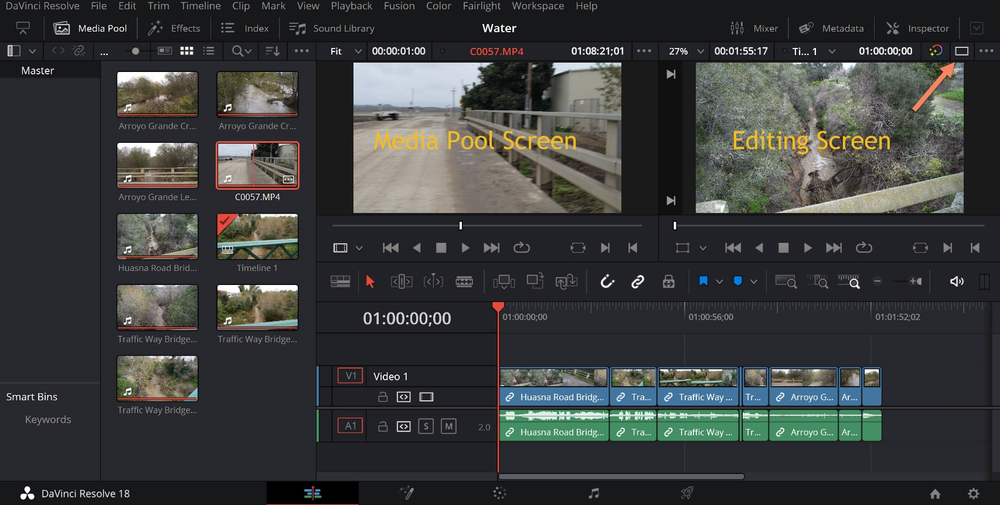 DaVinci Resolve File Edit Trim Timeline Clip Mark View Playback Fusion Color Fairlight Workspace Help
Media Pool Effects Index Sound Library Water Mixer Metadata Inspector
... Fit 00:00:01:00 C0057.MP4 01:08:21;01 ... 27% 00:01:55:17 Ti... 1 01:00:00;00 ...
Master
Media Pool Screen
Editing Screen
Arroyo Grande Cr... Arroyo Grande Cr...
Arroyo Grande Le... C0057.MP4
Huasna Road Brid... Timeline 1
Traffic Way Bridge... Traffic Way Bridge...
Traffic Way Bridge...
Smart Bins
Keywords
01:00:00;00
01:00:00;00 01:00:56;00 01:01:52;02
V1 Video 1
Huasna Road Bridg... Tra... Traffic Way ... Tr... Arroyo G... Ar...
A1 S M 2.0
Huasna Road Bridg... Tra... Traffic Way ... Tr... Arroyo G... Ar...
DaVinci Resolve 18